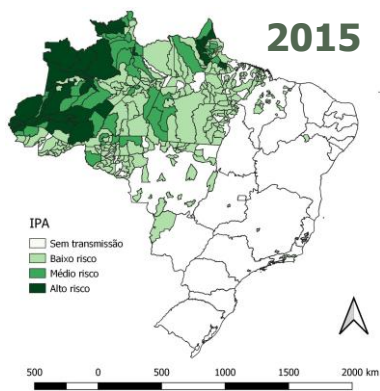 2015
IPA
Sem transmissão
Baixo risco
Médio risco
Alto risco
500 0 500 1000 1500 2000 km